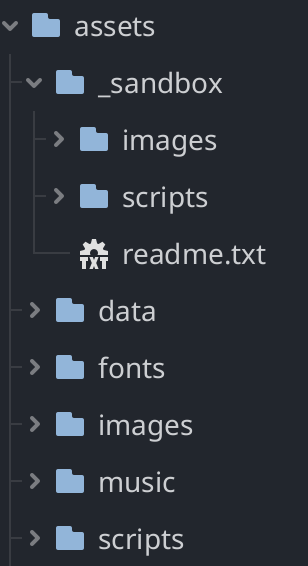 assets
_sandbox
images
scripts
TXT readme.txt
data
fonts
images
music
scripts